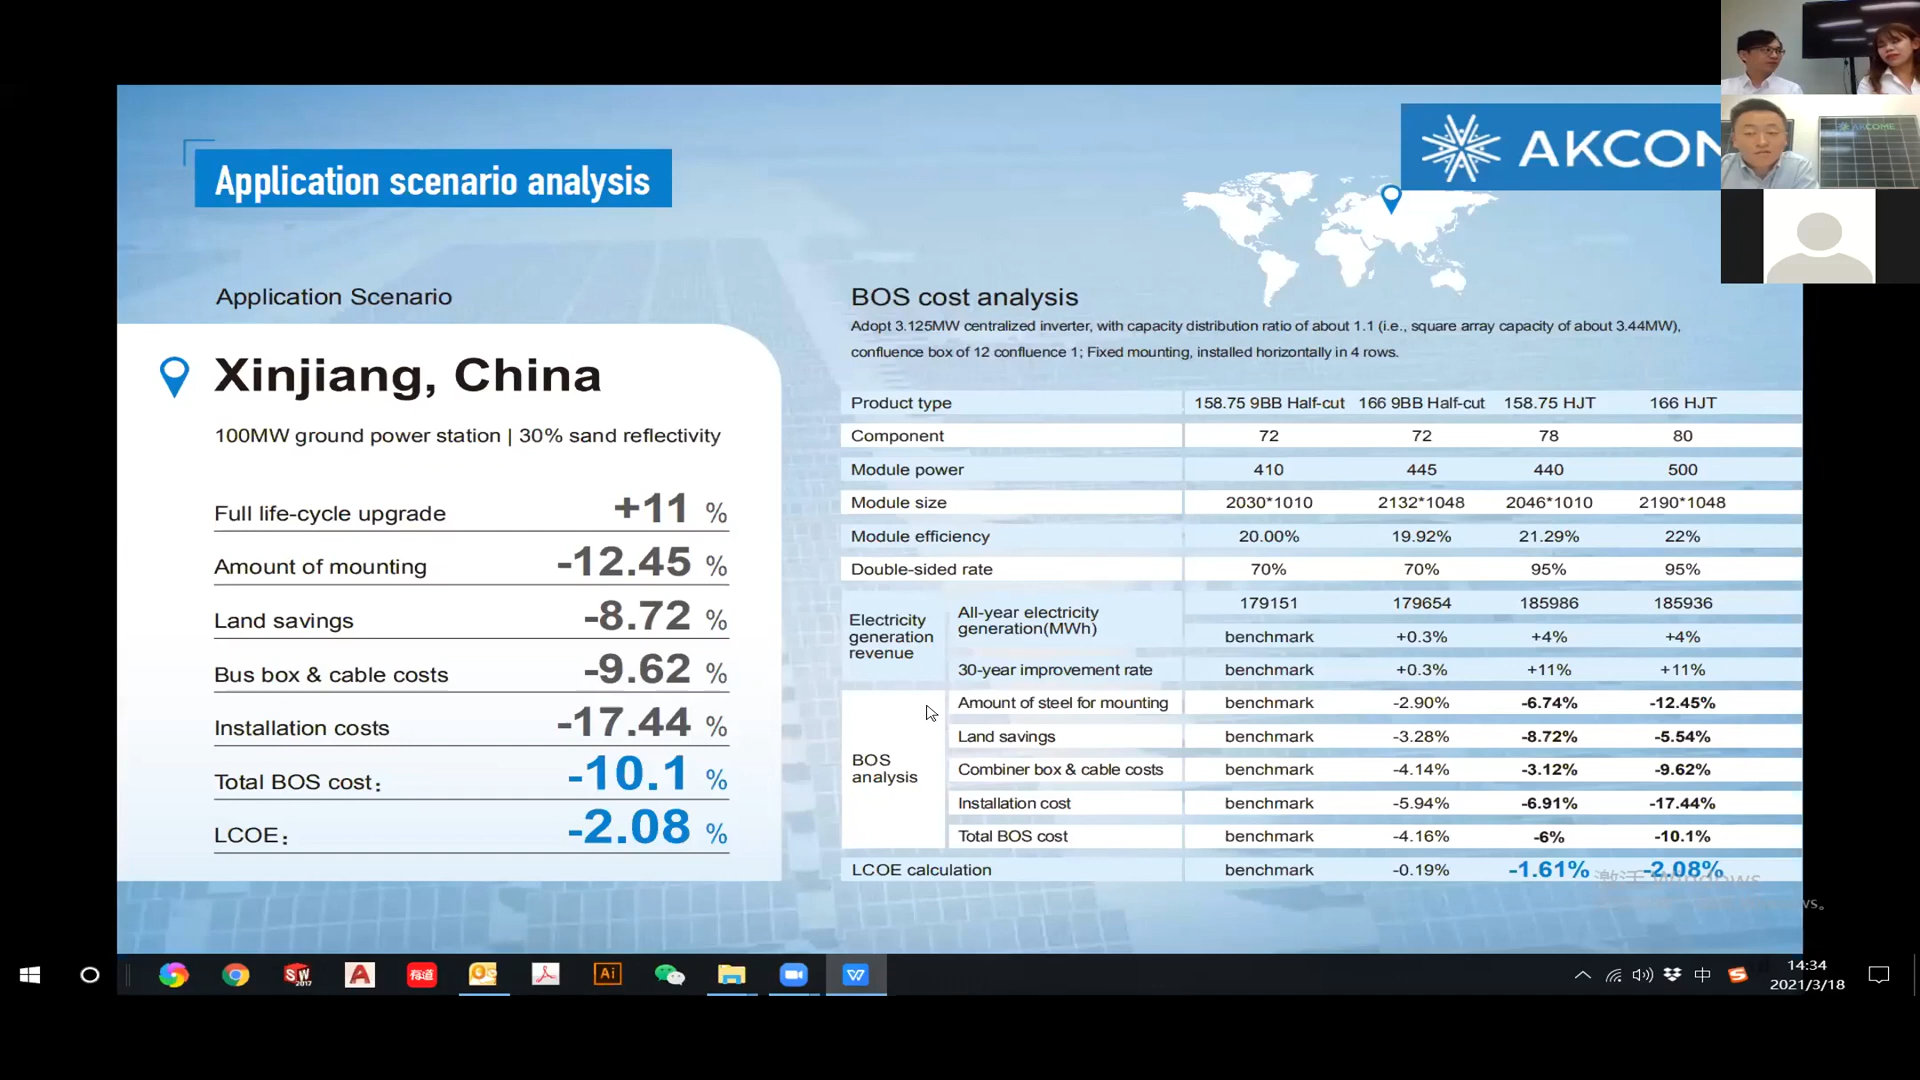 AKCOM
AKCOME
Application scenario analysis
Application Scenario
Xinjiang, China
100MW ground power station | 30% sand reflectivity
Full life-cycle upgrade +11 %
Amount of mounting -12.45 %
Land savings -8.72 %
Bus box & cable costs -9.62 %
Installation costs -17.44 %
Total BOS cost： -10.1 %
LCOE： -2.08 %
BOS cost analysis
Adopt 3.125MW centralized inverter, with capacity distribution ratio of about 1.1 (i.e., square array capacity of about 3.44MW),
confluence box of 12 confluence 1; Fixed mounting, installed horizontally in 4 rows.
Product type 158.75 9BB Half-cut 166 9BB Half-cut 158.75 HJT 166 HJT
Component 72 72 78 80
Module power 410 445 440 500
Module size 2030*1010 2132*1048 2046*1010 2190*1048
Module efficiency 20.00% 19.92% 21.29% 22%
Double-sided rate 70% 70% 95% 95%
Electricity
generation
revenue
All-year electricity
generation(MWh)
179151 179654 185986 185936
benchmark +0.3% +4% +4%
30-year improvement rate benchmark +0.3% +11% +11%
BOS
analysis
Amount of steel for mounting benchmark -2.90% -6.74% -12.45%
Land savings benchmark -3.28% -8.72% -5.54%
Combiner box & cable costs benchmark -4.14% -3.12% -9.62%
Installation cost benchmark -5.94% -6.91% -17.44%
Total BOS cost benchmark -4.16% -6% -10.1%
LCOE calculation benchmark -0.19% -1.61% -2.08%
激活 Windows
SW
2017
有道
Ai
中
14:34
2021/3/18